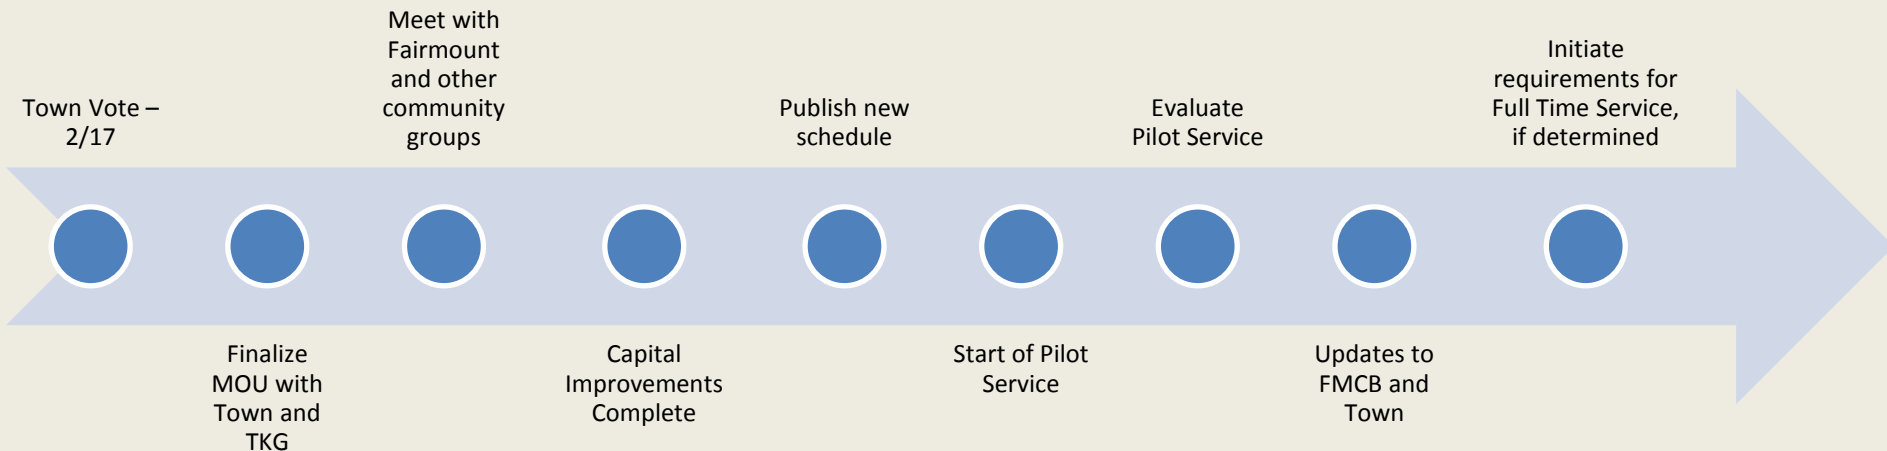 Town Vote –
2/17
Finalize
MOU with
Town and
TKG
Meet with
Fairmount
and other
community
groups
Capital
Improvements
Complete
Publish new
schedule
Start of Pilot
Service
Evaluate
Pilot Service
Updates to
FMCB and
Town
Initiate
requirements for
Full Time Service,
if determined